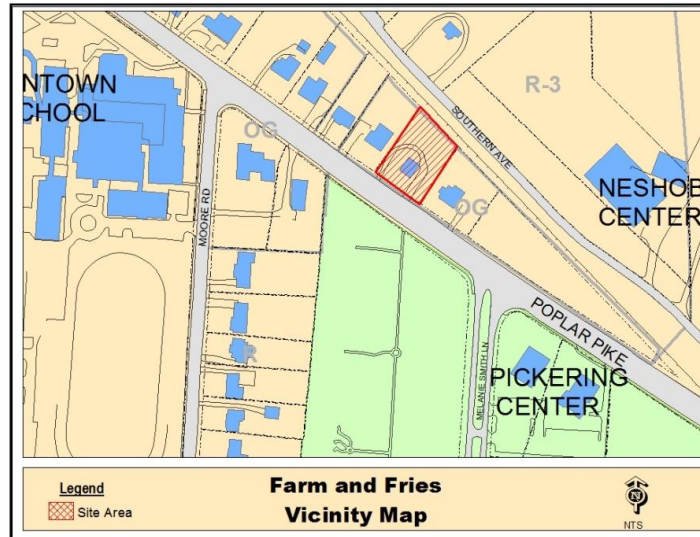 NTOWN
CHOOL
OG
MOORE RD
R
R-3
SOUTHERN AVE
OG
NESHOB
CENTER
POPLAR PIKE
MELANIE SMITH LN
PICKERING
CENTER
Legend
Site Area
Farm and Fries
Vicinity Map
N
NTS